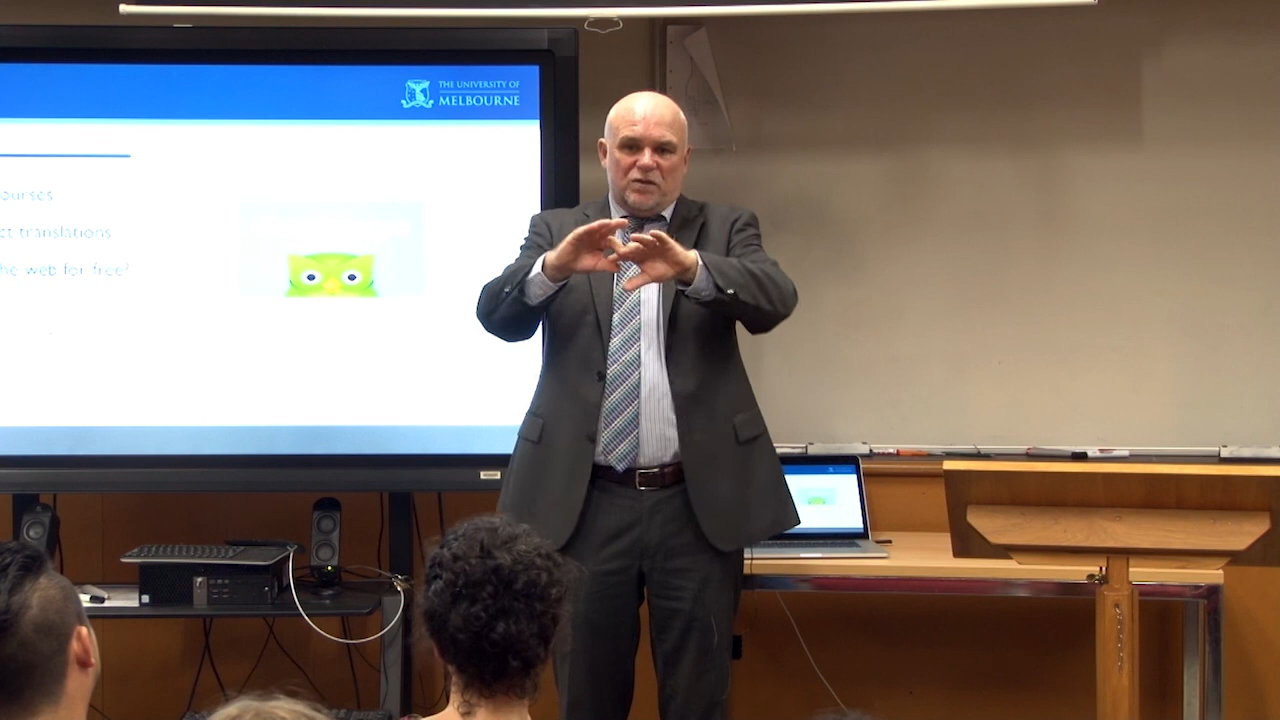 THE UNIVERSITY OF
MELBOURNE
ourses
ct translations
he web for free?